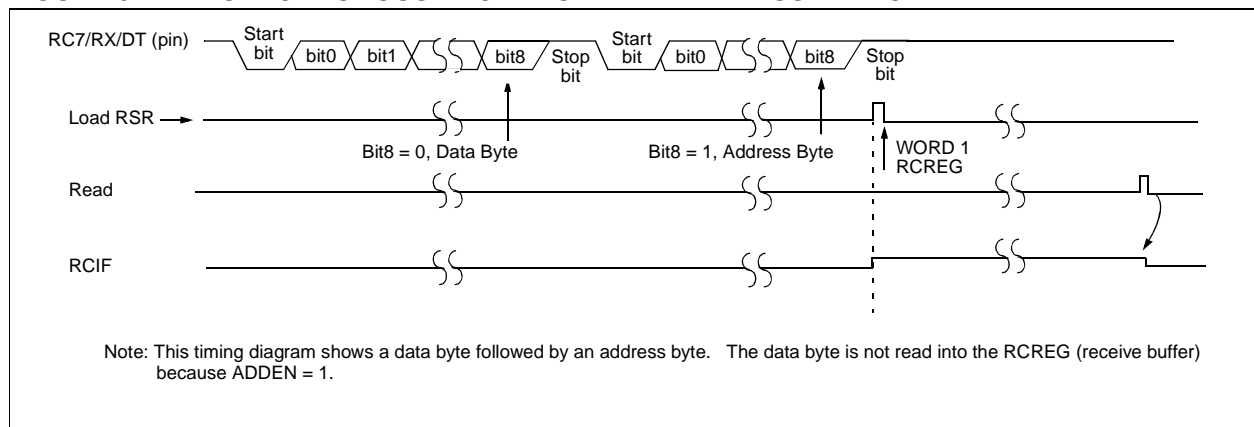 RC7/RX/DT (pin)
Start
bit
bit0
bit1
bit8
Stop
bit
Start
bit
bit0
bit8
Stop
bit
Load RSR
Bit8 = 0, Data Byte
Bit8 = 1, Address Byte
WORD 1
RCREG
Read
RCIF
Note: This timing diagram shows a data byte followed by an address byte. The data byte is not read into the RCREG (receive buffer)
because ADDEN = 1.